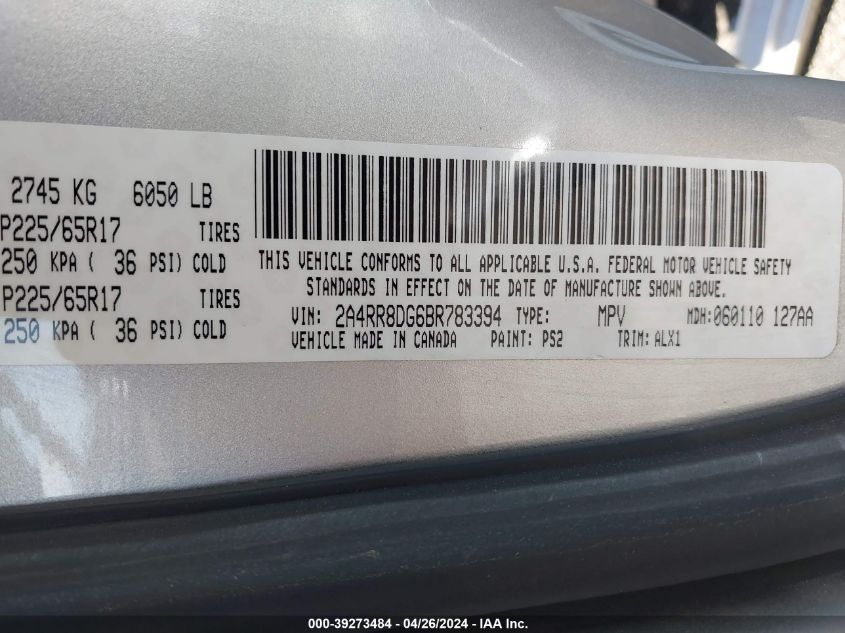 2745 KG 6050 LB
P225/65R17 TIRES
250 KPA ( 36 PSI) COLD
P225/65R17 TIRES
250 KPA ( 36 PSI) COLD
THIS VEHICLE CONFORMS TO ALL APPLICABLE U.S.A. FEDERAL MOTOR VEHICLE SAFETY
STANDARDS IN EFFECT ON THE DATE OF MANUFACTURE SHOWN ABOVE.
VIN: 2A4RR8DG6BR783394 TYPE: MPV MDH:060110 127AA
VEHICLE MADE IN CANADA PAINT: PS2 TRIM: ALX1
000-39273484 - 04/26/2024 - IAA Inc.